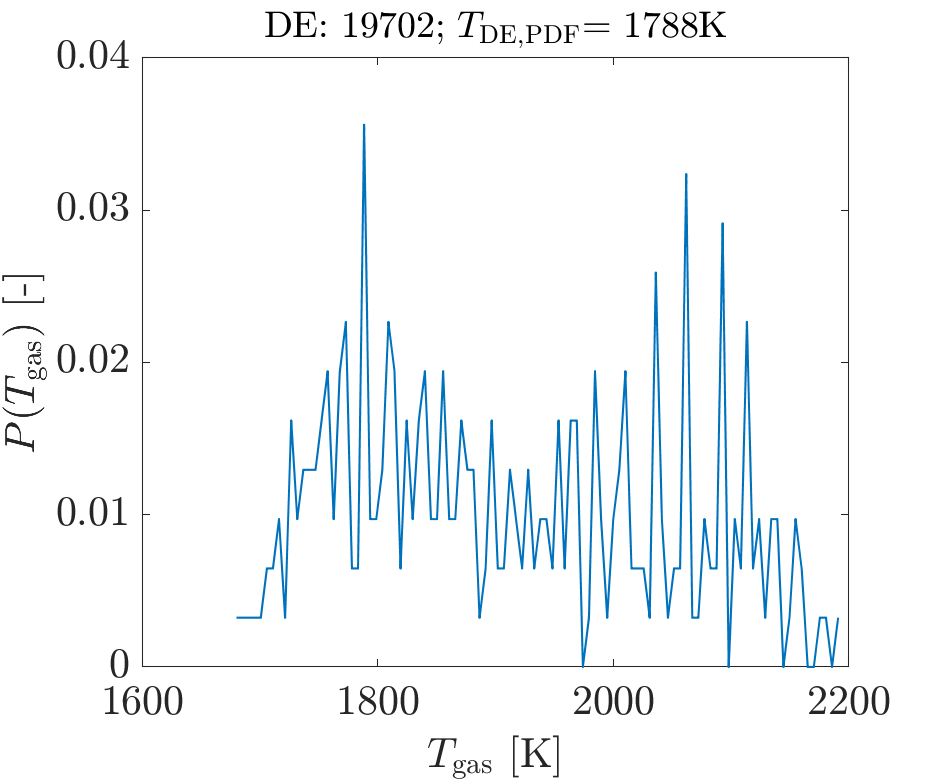 DE: 19702; T_DE,PDF= 1788K
0.04
0.03
0.02
0.01
0
P(T_gas) [-]
1600 1800 2000 2200
T_gas [K]